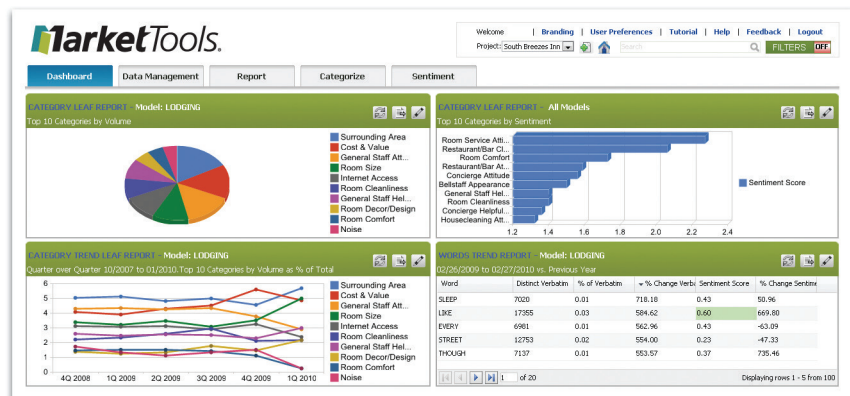 MarketTools.
Welcome | Branding | User Preferences | Tutorial | Help | Feedback | Logout
Project: South Breezes Inn Search FILTERS OFF
Dashboard Data Management Report Categorize Sentiment
CATEGORY LEAF REPORT - Model: LODGING
Top 10 Categories by Volume
Surrounding Area
Cost & Value
General Staff Att...
Room Size
Internet Access
Room Cleanliness
General Staff Hel...
Room Decor/Design
Room Comfort
Noise
CATEGORY LEAF REPORT - All Models
Top 10 Categories by Sentiment
Room Service Atti...
Restaurant/Bar Cl...
Room Comfort
Restaurant/Bar At...
Concierge Attitude
Bellstaff Appearance
General Staff Hel...
Room Cleanliness
Concierge Helpful...
Housecleaning Att...
1.2 1.4 1.6 1.8 2.0 2.2 2.4
Sentiment Score
CATEGORY TREND LEAF REPORT - Model: LODGING
Quarter over Quarter 10/2007 to 01/2010.Top 10 Categories by Volume as % of Total
6
5
4
3
2
1
0
4Q 2008 1Q 2009 2Q 2009 3Q 2009 4Q 2009 1Q 2010
Surrounding Area
Cost & Value
General Staff Att...
Room Size
Internet Access
Room Cleanliness
General Staff Hel...
Room Decor/Design
Room Comfort
Noise
WORDS TREND REPORT - Model: LODGING
02/26/2009 to 02/27/2010 vs. Previous Year
Word Distinct Verbatim % of Verbatim % Change Verba Sentiment Score % Change Sentime
SLEEP 7020 0.01 718.18 0.43 50.96
LIKE 17355 0.03 584.62 0.60 669.80
EVERY 6981 0.01 562.96 0.43 -63.09
STREET 12753 0.02 554.00 0.23 -47.33
THOUGH 7137 0.01 553.57 0.37 735.46
1 of 20 Displaying rows 1 - 5 from 100